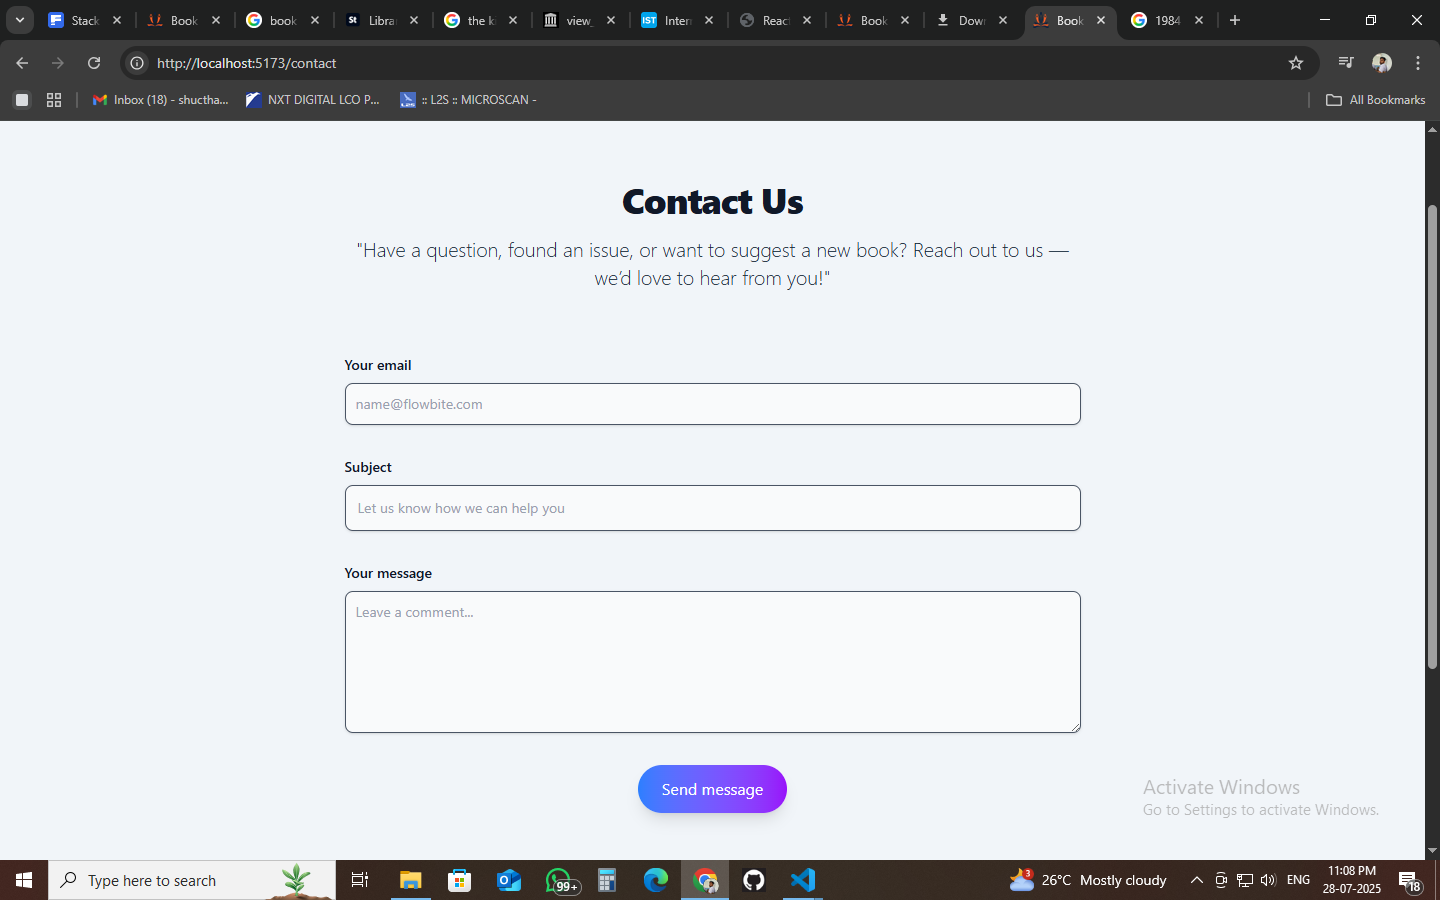 Stack
Book
book
Libra
the ki
view_
Inter
React
Book
Down
Book
1984
http://localhost:5173/contact
Inbox (18) - shuctha...
NXT DIGITAL LCO P...
:: L2S :: MICROSCAN -
All Bookmarks
Contact Us
"Have a question, found an issue, or want to suggest a new book? Reach out to us —
we’d love to hear from you!"
Your email
name@flowbite.com
Subject
Let us know how we can help you
Your message
Leave a comment...
Send message
Activate Windows
Go to Settings to activate Windows.
Type here to search
99+
3
26°C Mostly cloudy
ENG
11:08 PM
28-07-2025
18